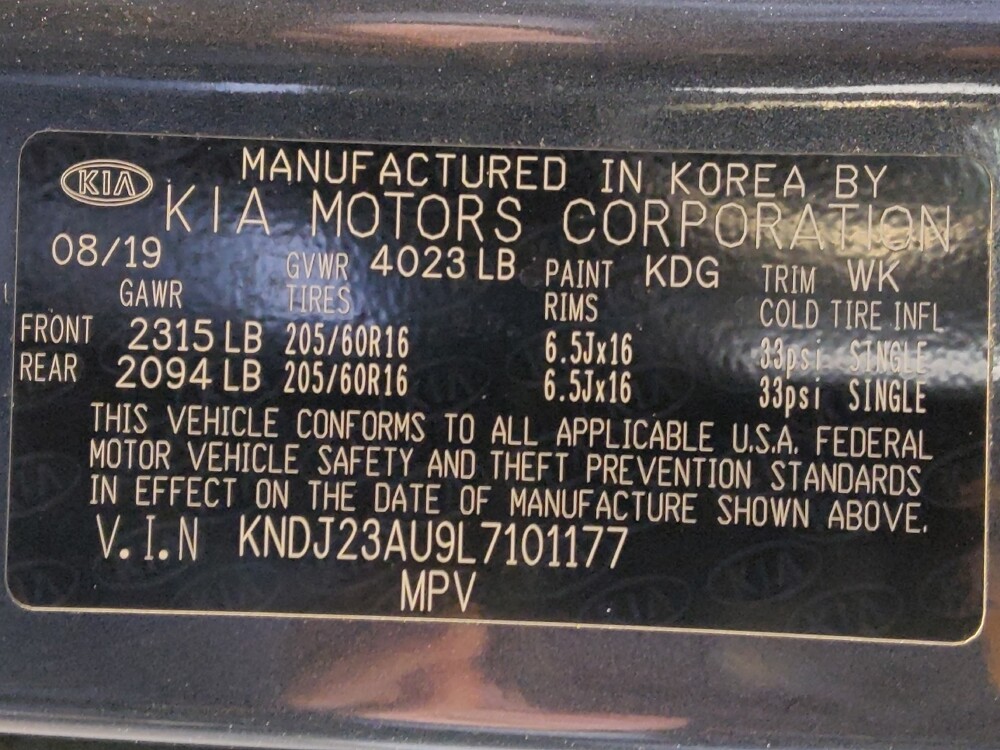 KIA MANUFACTURED IN KOREA BY
KIA MOTORS CORPORATION
08/19 GVWR 4023 LB PAINT KDG TRIM WK
GAWR TIRES RIMS COLD TIRE INFL
FRONT 2315 LB 205/60R16 6.5Jx16 33psi SINGLE
REAR 2094 LB 205/60R16 6.5Jx16 33psi SINGLE
THIS VEHICLE CONFORMS TO ALL APPLICABLE U.S.A. FEDERAL
MOTOR VEHICLE SAFETY AND THEFT PREVENTION STANDARDS
IN EFFECT ON THE DATE OF MANUFACTURE SHOWN ABOVE.
V.I.N KNDJ23AU9L7101177
MPV